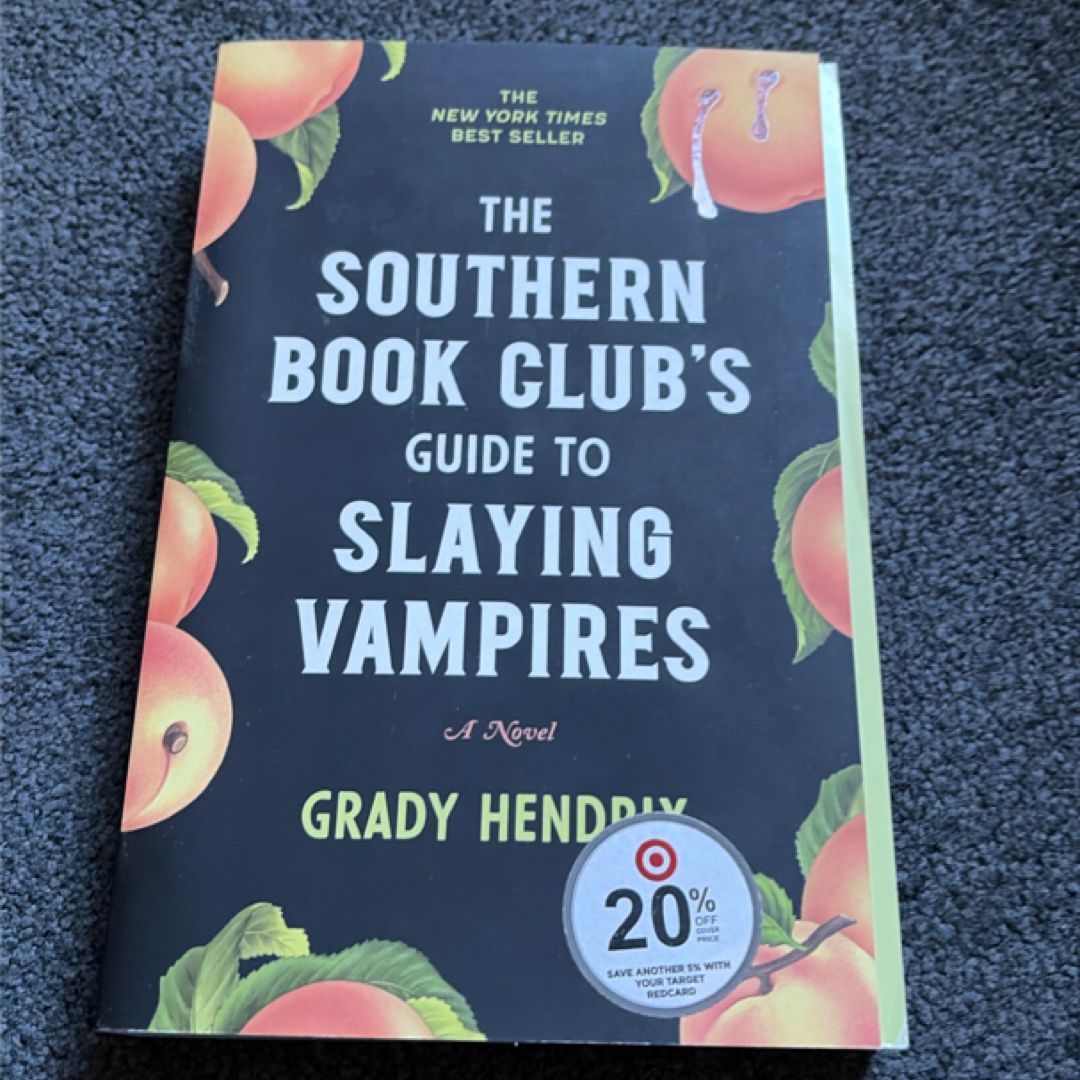 THE
NEW YORK TIMES
BEST SELLER
THE
SOUTHERN
BOOK CLUB'S
GUIDE TO
SLAYING
VAMPIRES
A Novel
GRADY HENDRIX
20%
OFF
COVER
PRICE
SAVE ANOTHER 5% WITH
YOUR TARGET
REDCARD